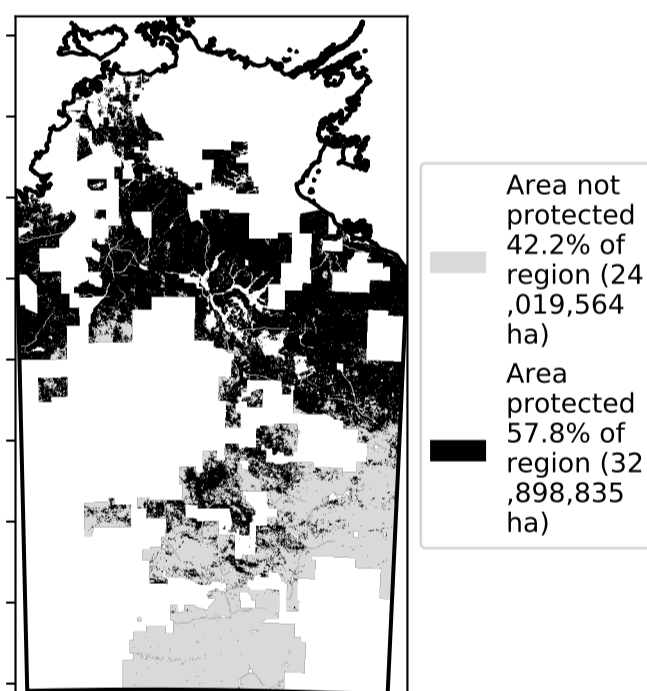 Area not
protected
42.2% of
region (24
,019,564
ha)
Area
protected
57.8% of
region (32
,898,835
ha)